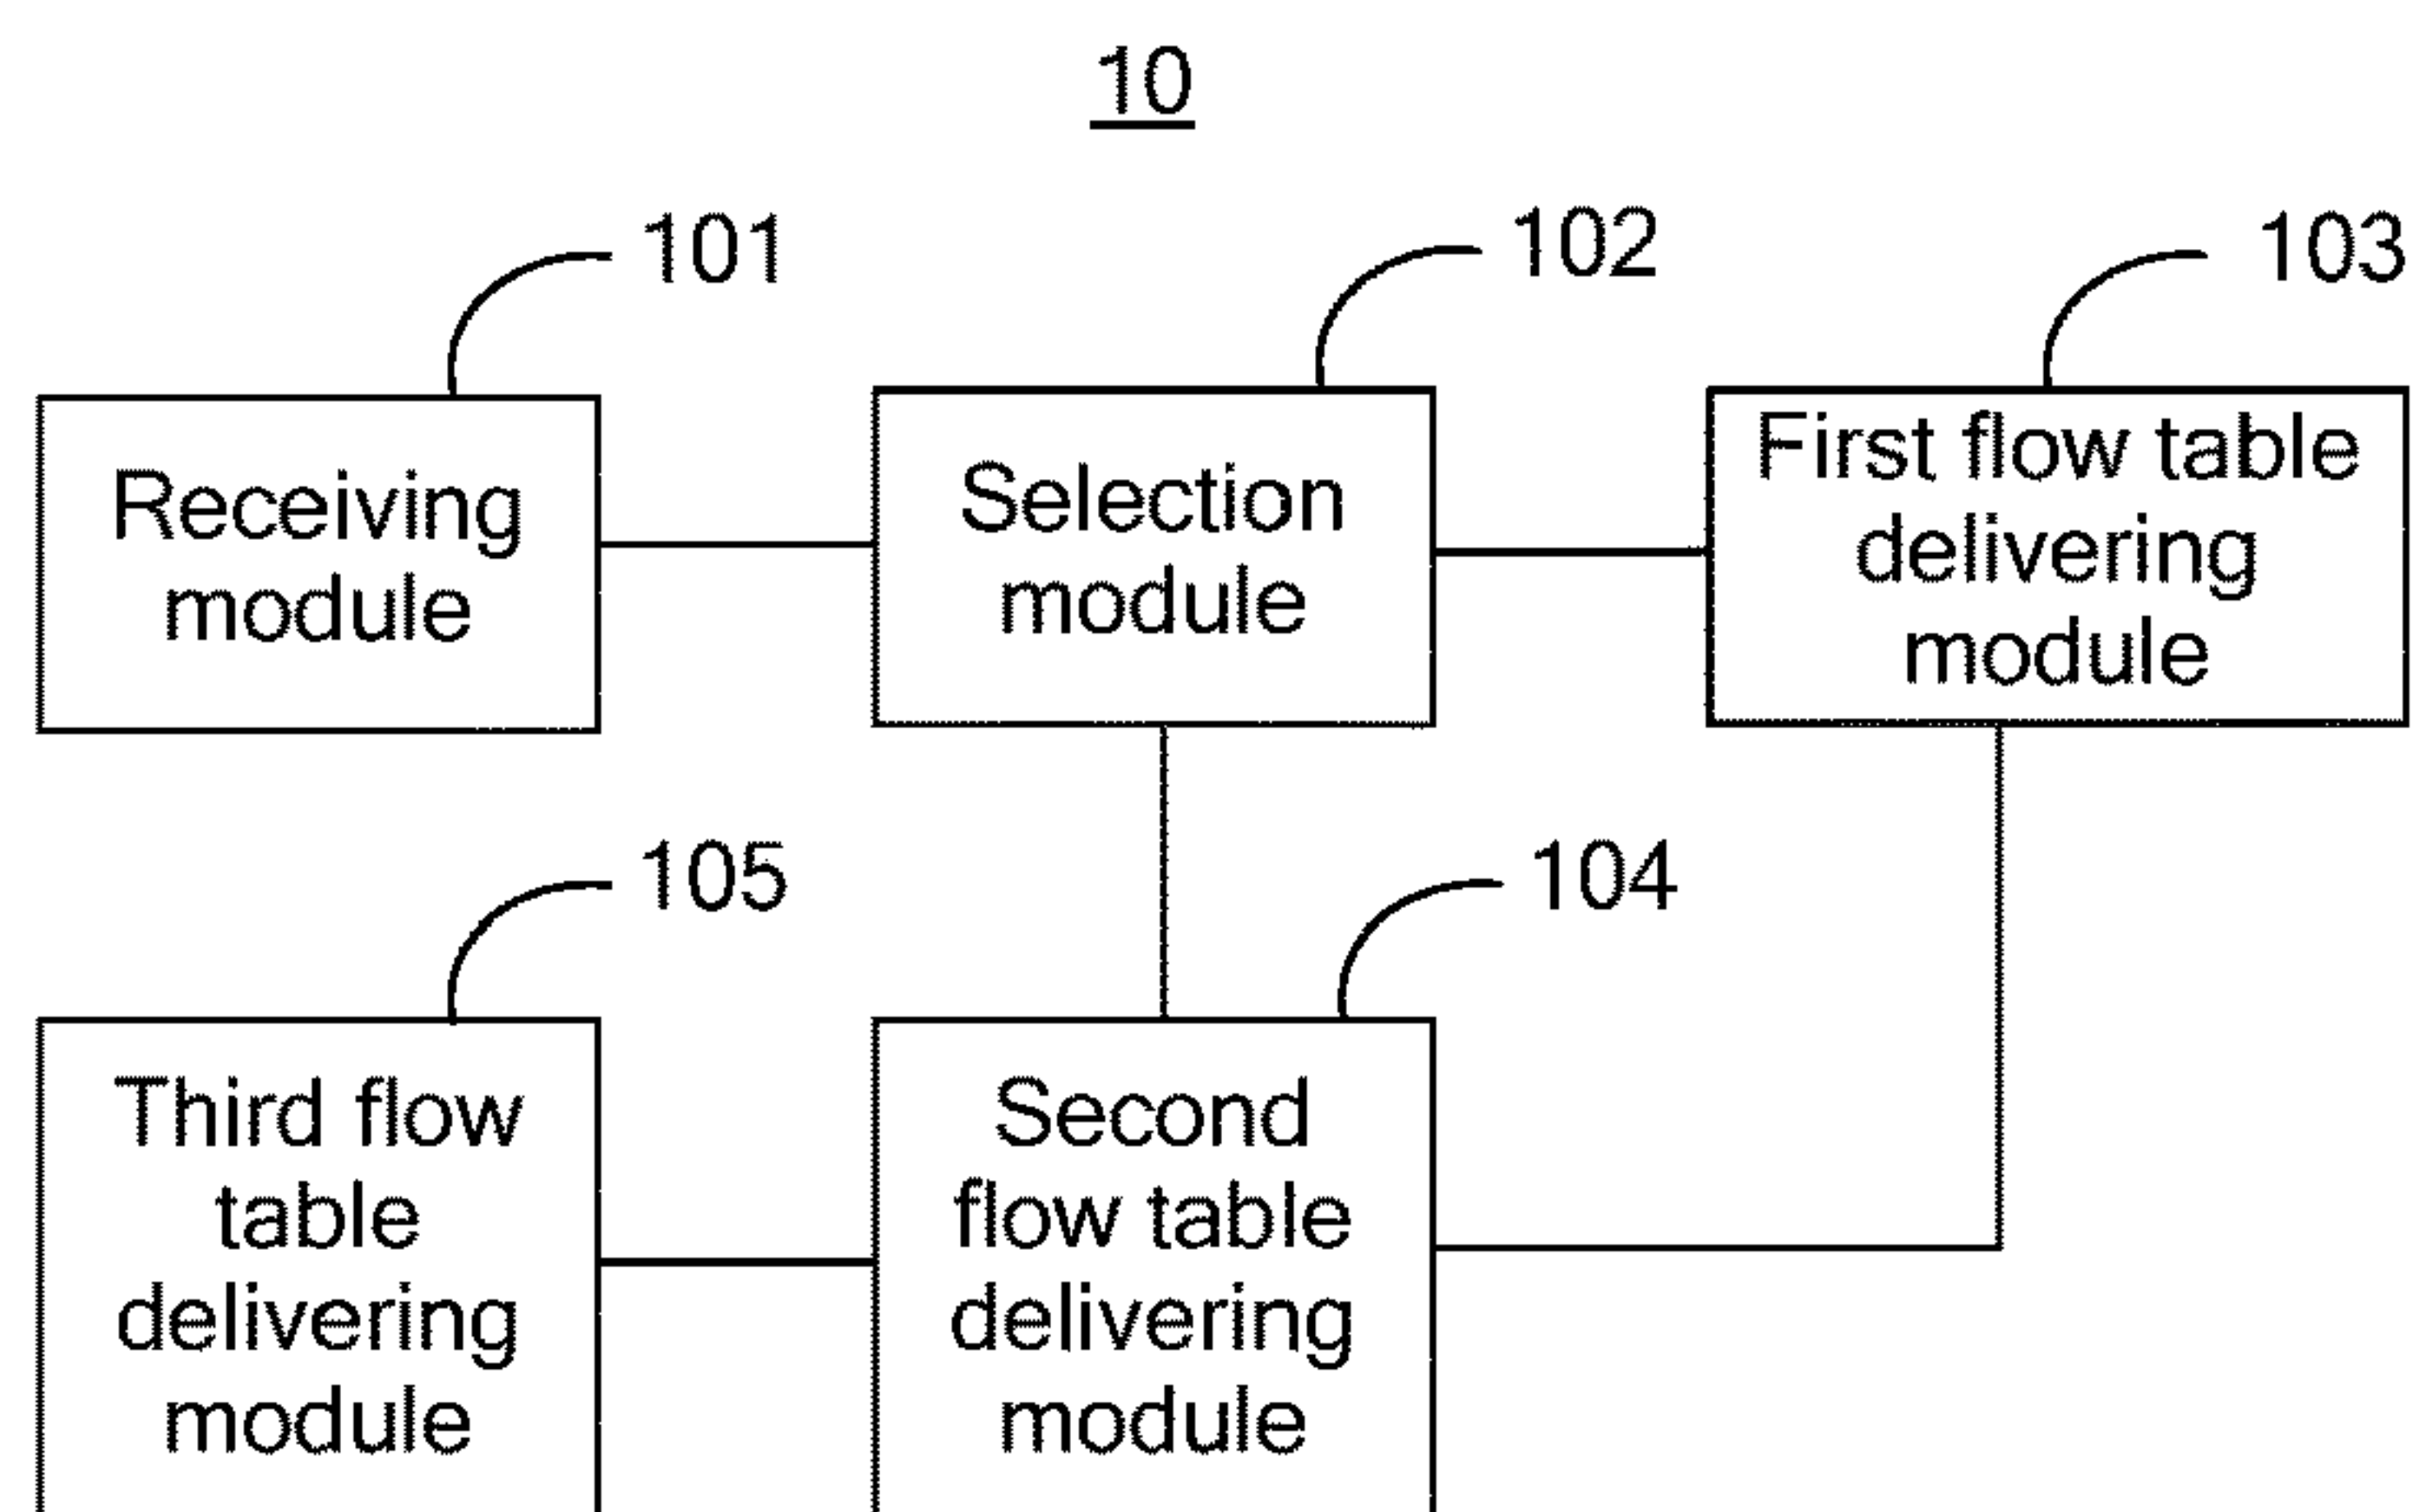 10
101
102
103
Receiving
module
Selection
module
First flow table
delivering
module
105
104
Third flow
table
delivering
module
Second
flow table
delivering
module